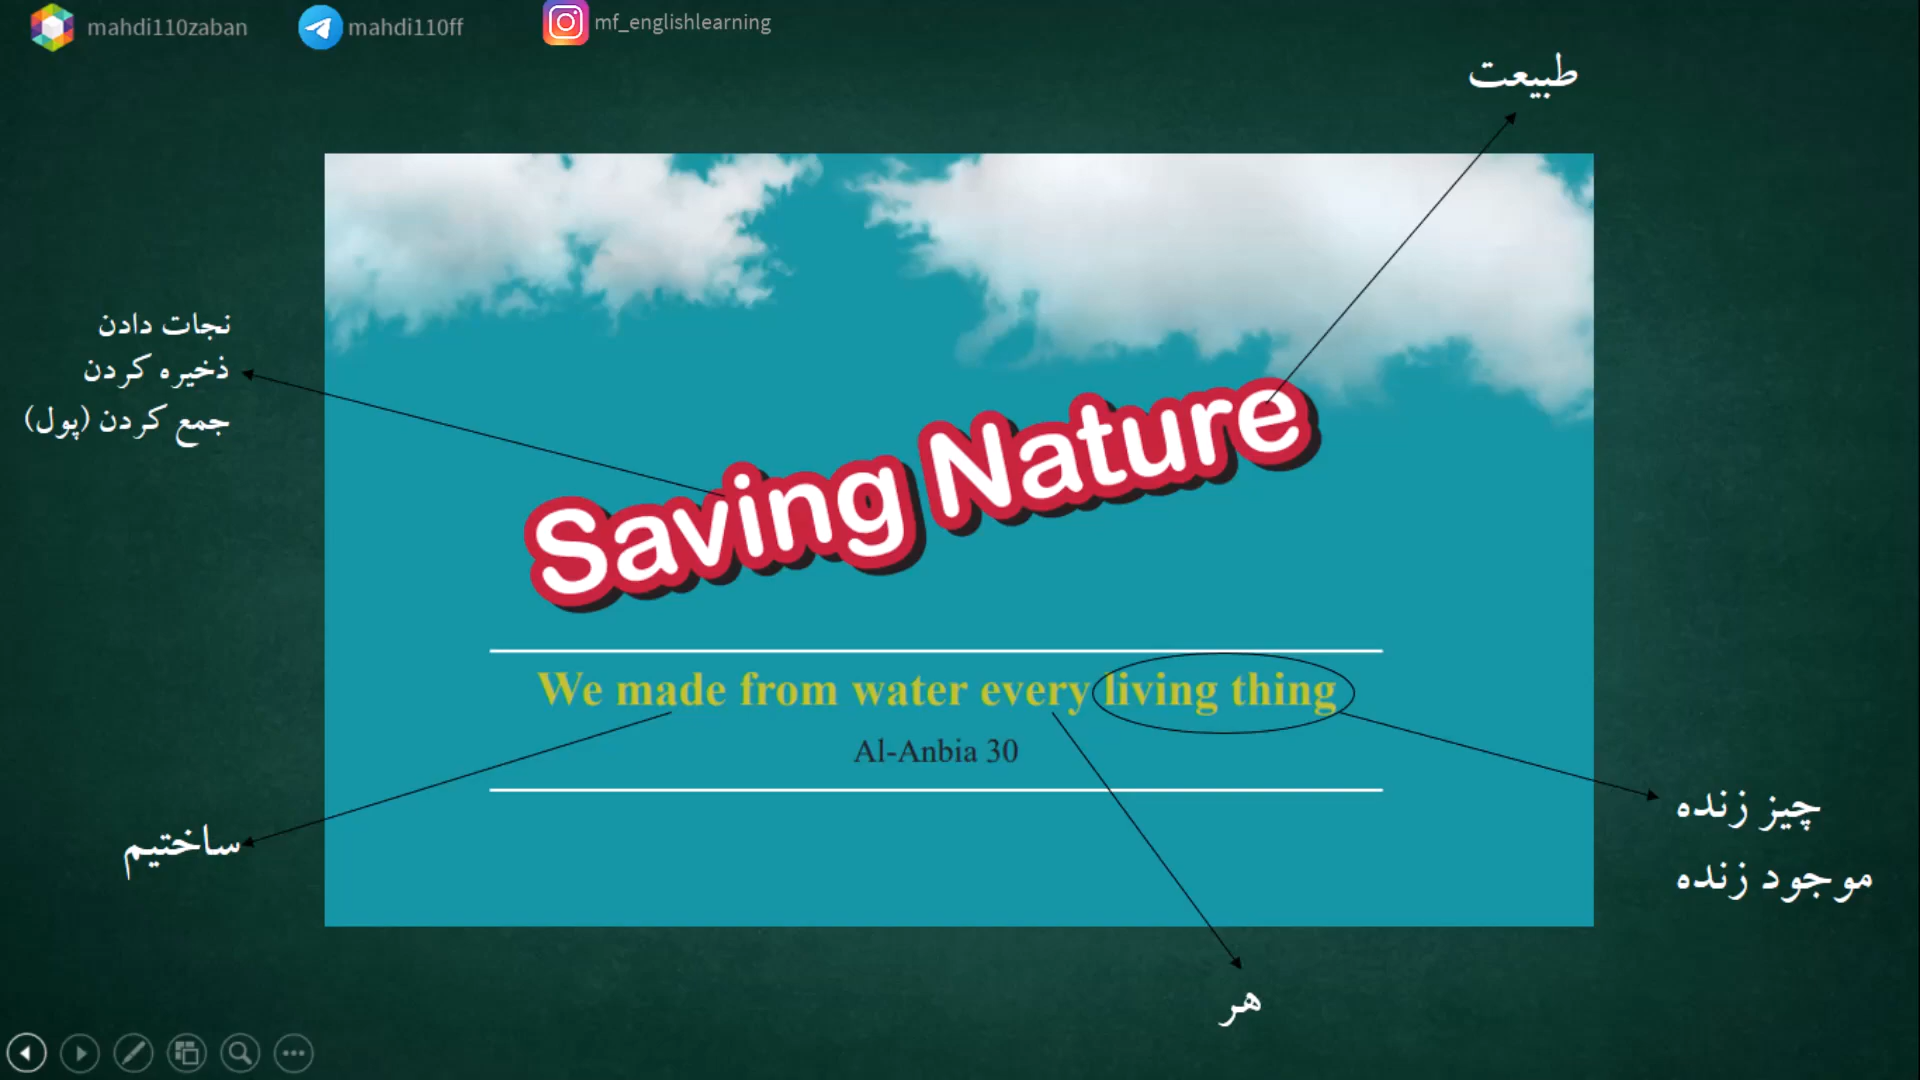 mahdi110zaban
mahdi110ff
mf_englishlearning
طبیعت
نجات دادن
ذخیره کردن
جمع کردن (پول)
Saving Nature
We made from water every living thing
Al-Anbia 30
ساختیم
چیز زنده
موجود زنده
هر